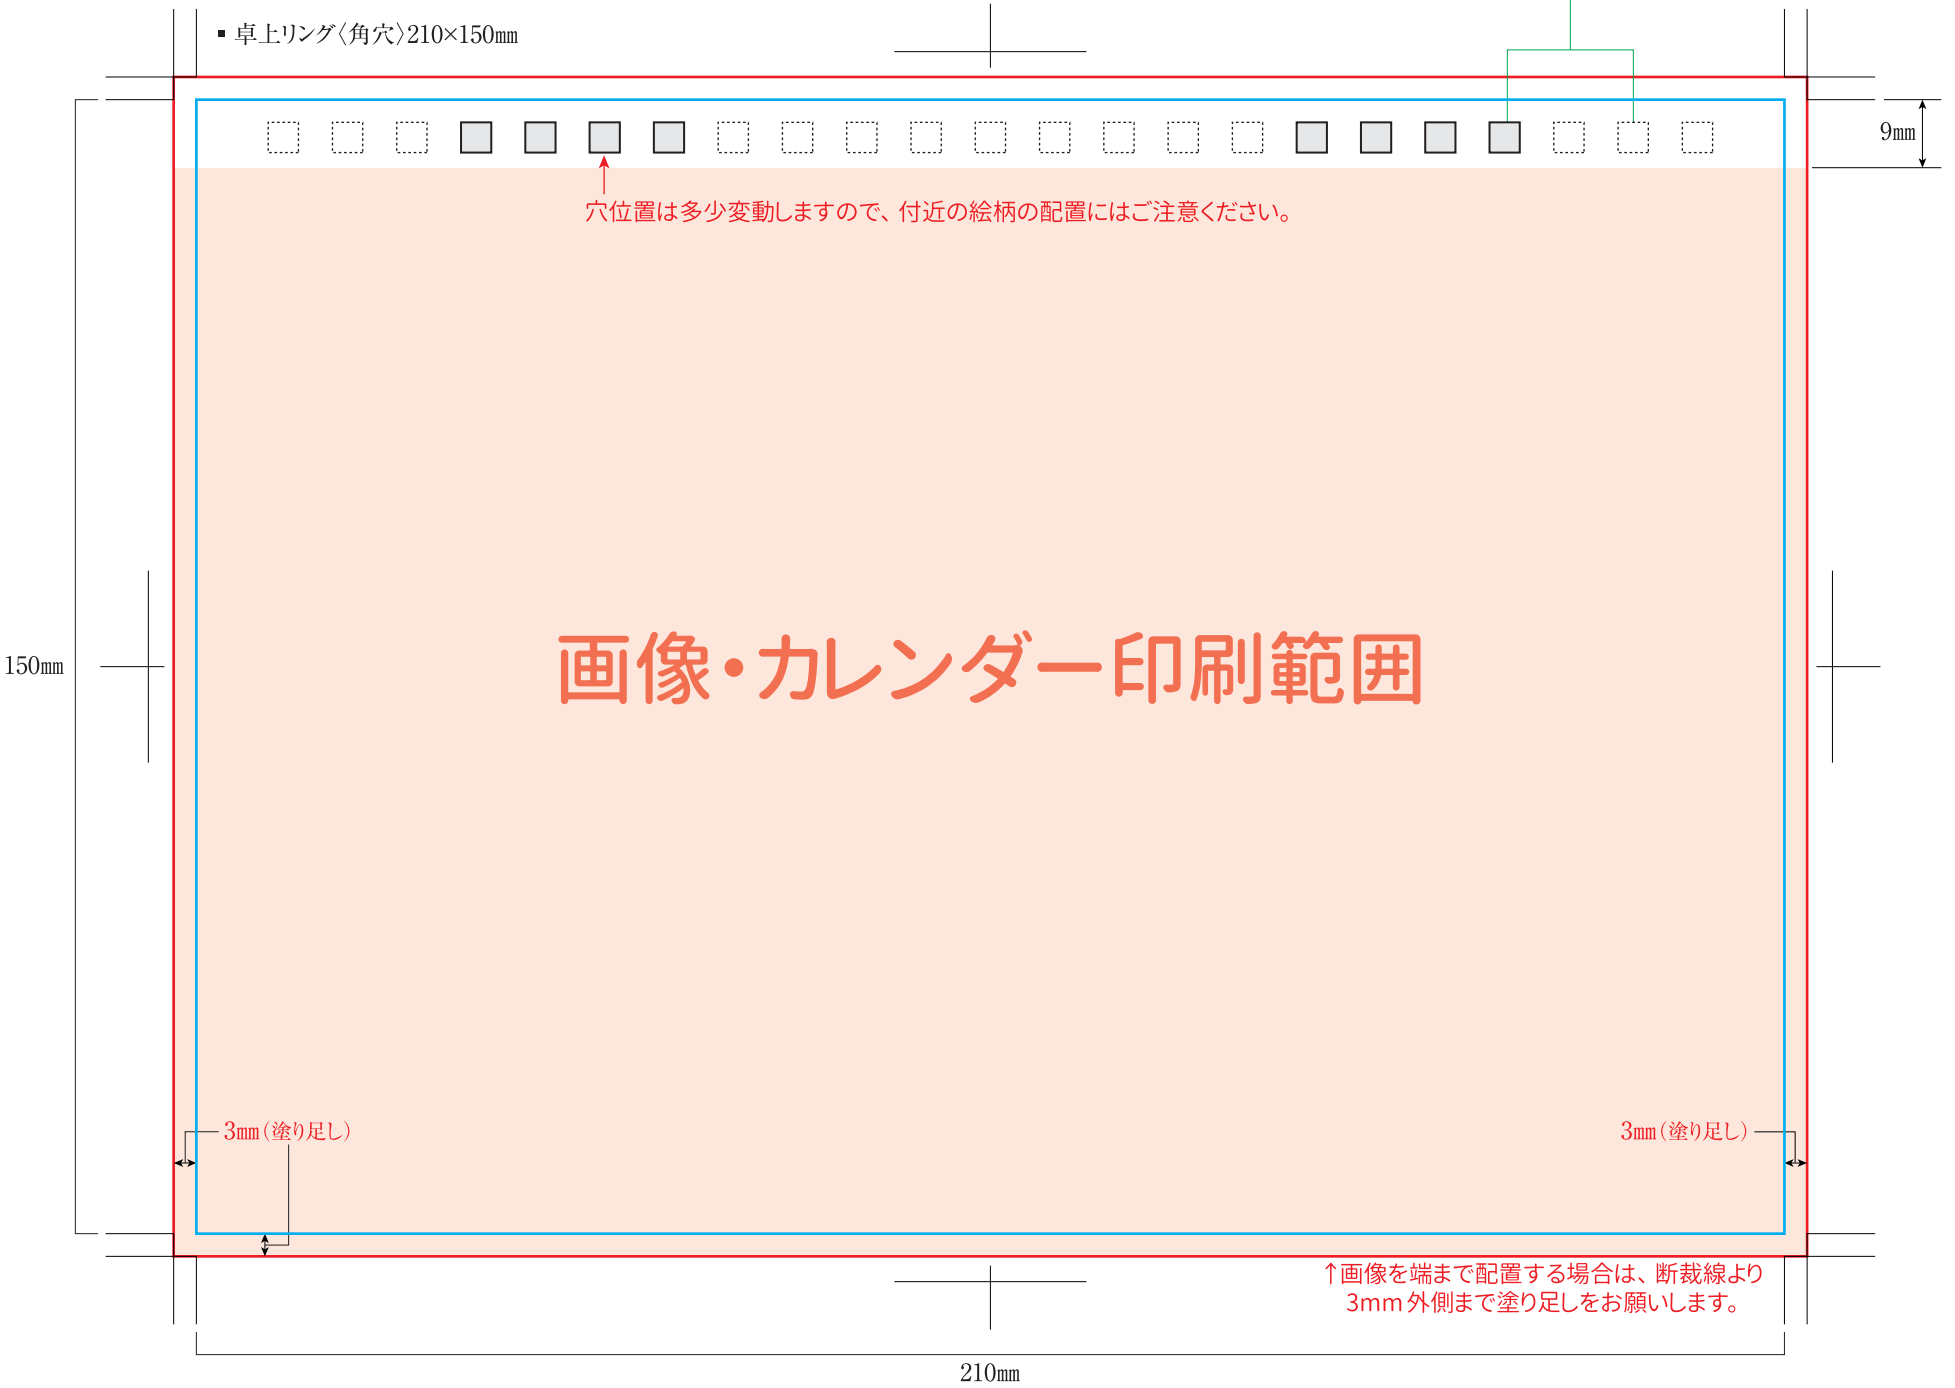 ▪ 卓上リング〈角穴〉210×150mm
9mm
穴位置は多少変動しますので、付近の絵柄の配置にはご注意ください。
150mm
画像・カレンダー印刷範囲
3mm（塗り足し）
3mm（塗り足し）
↑画像を端まで配置する場合は、断裁線より
3mm 外側まで塗り足しをお願いします。
210mm